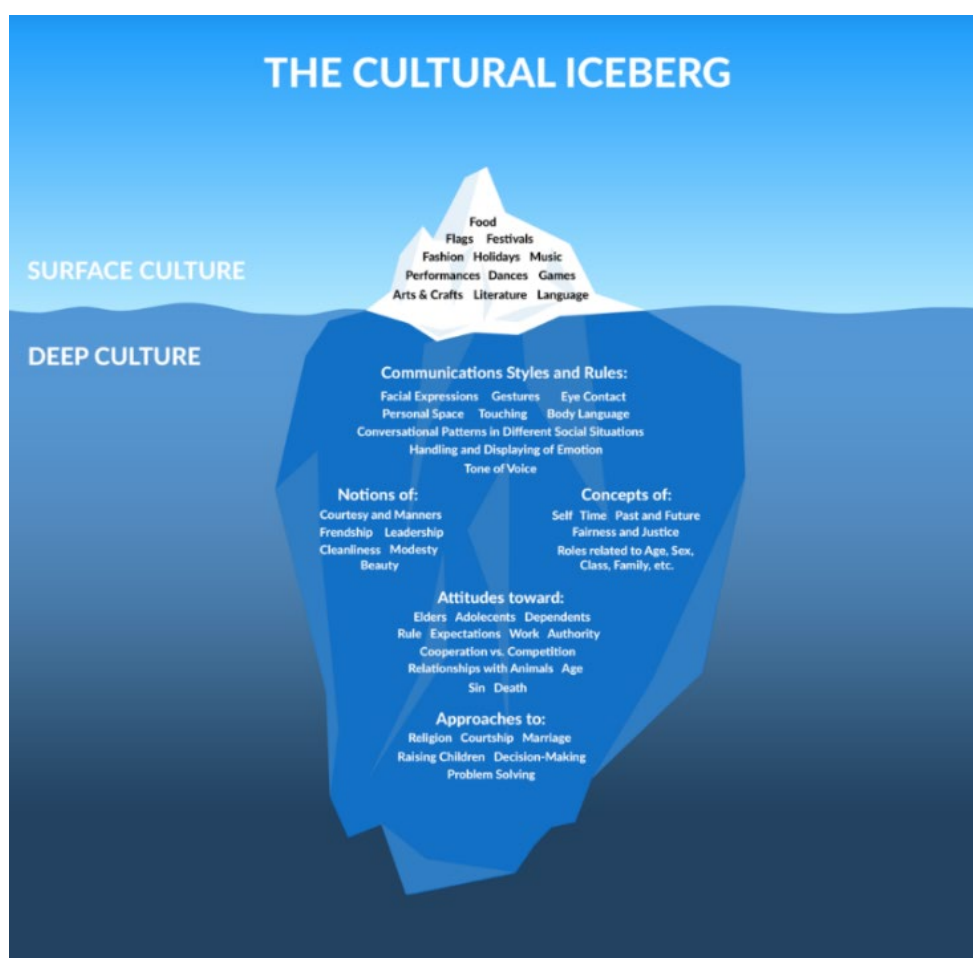 THE CULTURAL ICEBERG
Food
Flags Festivals
Fashion Holidays Music
Performances Dances Games
Arts & Crafts Literature Language
SURFACE CULTURE
DEEP CULTURE
Communications Styles and Rules:
Facial Expressions Gestures Eye Contact
Personal Space Touching Body Language
Conversational Patterns in Different Social Situations
Handling and Displaying of Emotion
Tone of Voice
Notions of:
Courtesy and Manners
Frendship Leadership
Cleanliness Modesty
Beauty
Concepts of:
Self Time Past and Future
Fairness and Justice
Roles related to Age, Sex,
Class, Family, etc.
Attitudes toward:
Elders Adolecents Dependents
Rule Expectations Work Authority
Cooperation vs. Competition
Relationships with Animals Age
Sin Death
Approaches to:
Religion Courtship Marriage
Raising Children Decision-Making
Problem Solving